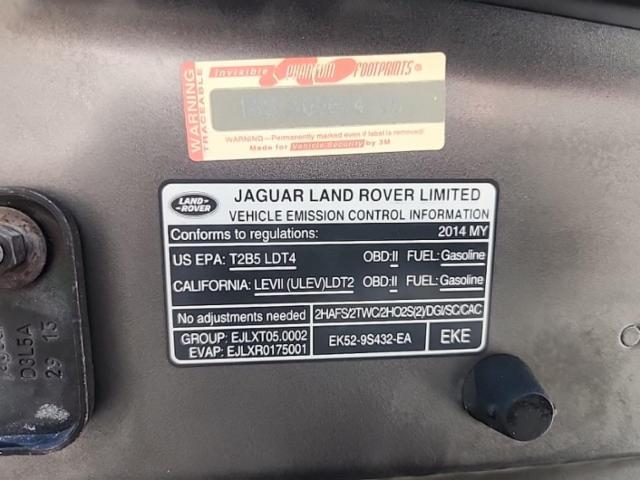 Invisible PHANTOM FOOTPRINTS®
WARNING
TRACEABLE
WARNING—Permanently marked even if label is removed!
Made for Vehicle Security by 3M
LAND
ROVER
JAGUAR LAND ROVER LIMITED
VEHICLE EMISSION CONTROL INFORMATION
Conforms to regulations: 2014 MY
US EPA: T2B5 LDT4 OBD:II FUEL: Gasoline
CALIFORNIA: LEVII (ULEV)LDT2 OBD:II FUEL: Gasoline
No adjustments needed 2HAFS/2TWC/2HO2S(2)/DGI/SC/CAC
GROUP: EJLXT05.0002
EVAP: EJLXR0175001
EK52-9S432-EA
EKE
D3L5A
29 13